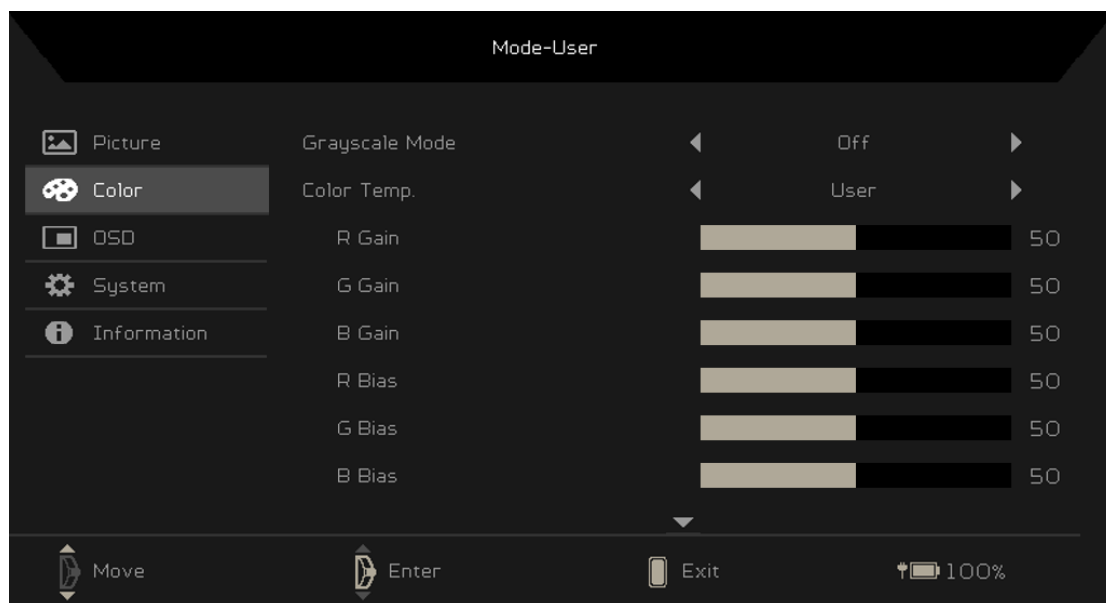 Mode-User
Picture Grayscale Mode Off
Color Color Temp. User
OSD R Gain 50
System G Gain 50
Information B Gain 50
R Bias 50
G Bias 50
B Bias 50
Move Enter Exit 100%